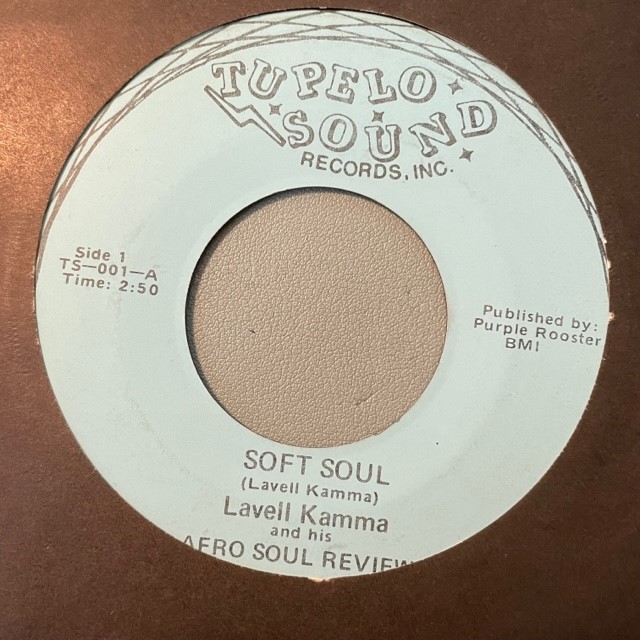 TUPELO
SOUND
RECORDS, INC.
Side 1
TS—001—A
Time: 2:50
Published by:
Purple Rooster
BMI
SOFT SOUL
(Lavell Kamma)
Lavell Kamma
and his
AFRO SOUL REVIEW